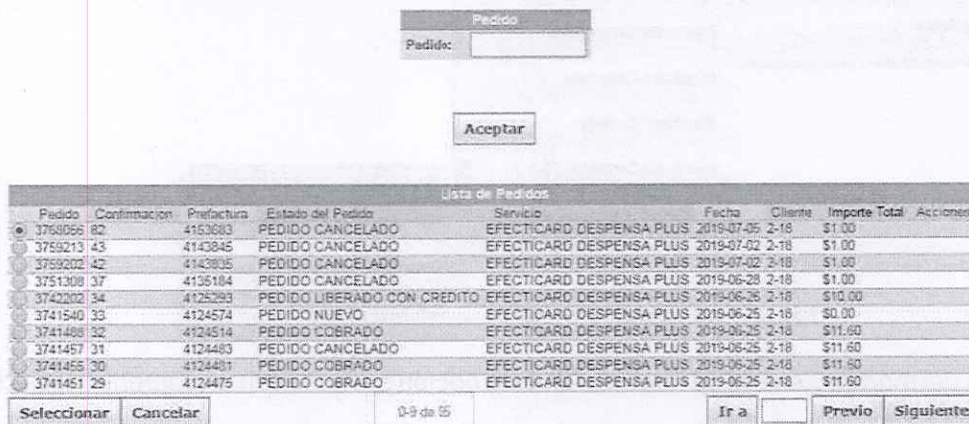 Pedido
Pedido:
Aceptar
Lista de Pedidos
Pedido Confirmacion Prefactura Estado del Pedido Servicio Fecha Cliente Importe Total Acciones
3768066 82 4153683 PEDIDO CANCELADO EFECTICARD DESPENSA PLUS 2019-07-05 2-18 $1.00
3759213 43 4143845 PEDIDO CANCELADO EFECTICARD DESPENSA PLUS 2019-07-02 2-18 $1.00
3759202 42 4143835 PEDIDO CANCELADO EFECTICARD DESPENSA PLUS 2019-07-02 2-18 $1.00
3751308 37 4135184 PEDIDO CANCELADO EFECTICARD DESPENSA PLUS 2019-06-28 2-18 $1.00
3742202 34 4125293 PEDIDO LIBERADO CON CREDITO EFECTICARD DESPENSA PLUS 2019-06-26 2-18 $10.00
3741540 33 4124574 PEDIDO NUEVO EFECTICARD DESPENSA PLUS 2019-06-25 2-18 $0.00
3741488 32 4124514 PEDIDO COBRADO EFECTICARD DESPENSA PLUS 2019-06-25 2-18 $11.60
3741457 31 4124483 PEDIDO CANCELADO EFECTICARD DESPENSA PLUS 2019-06-25 2-18 $11.60
3741455 30 4124481 PEDIDO COBRADO EFECTICARD DESPENSA PLUS 2019-06-25 2-18 $11.60
3741451 29 4124475 PEDIDO COBRADO EFECTICARD DESPENSA PLUS 2019-06-25 2-18 $11.60
Seleccionar Cancelar 0-9 de 95 Ir a Previo Siguiente